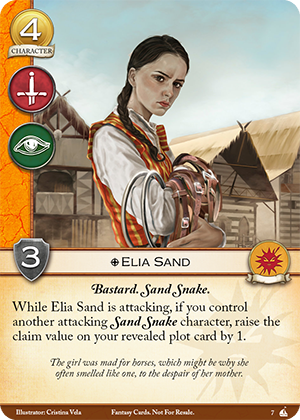 4
CHARACTER
3
Elia Sand
Bastard. Sand Snake.
While Elia Sand is attacking, if you control
another attacking Sand Snake character, raise the
claim value on your revealed plot card by 1.
The girl was mad for horses, which might be why she
often smelled like one, to the despair of her mother.
Illustrator: Cristina Vela
Fantasy Cards. Not For Resale.
7